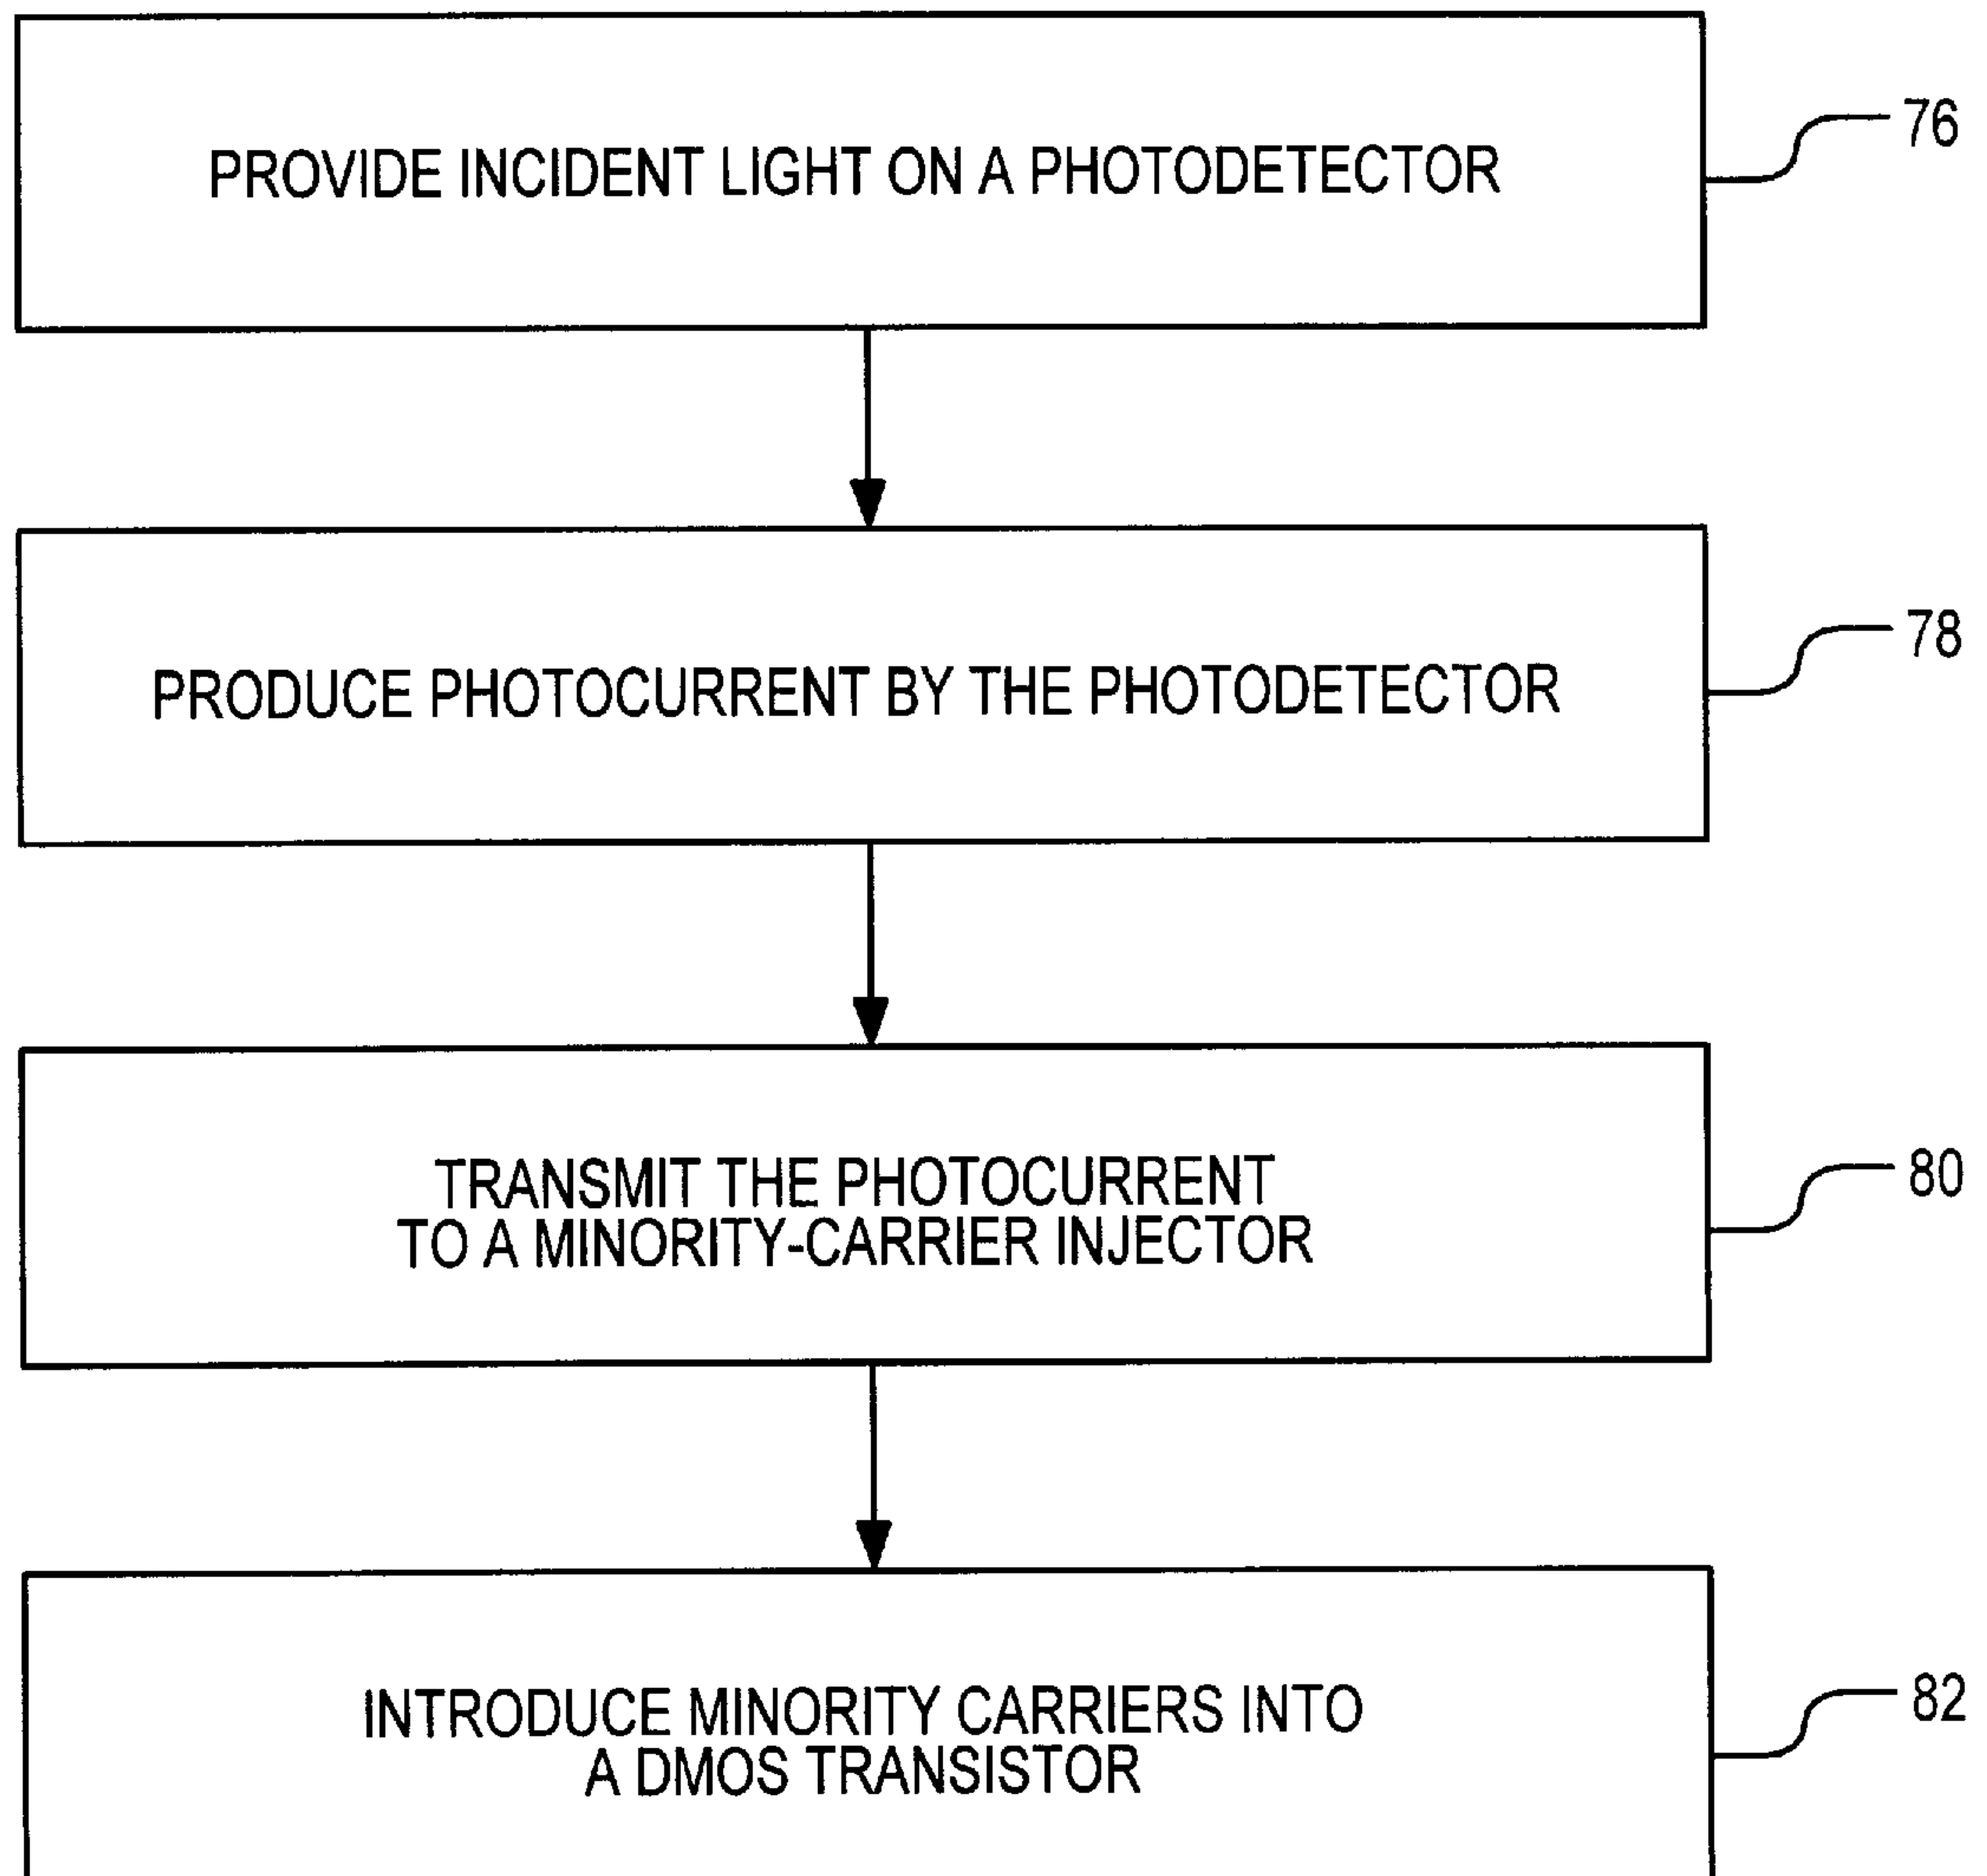 PROVIDE INCIDENT LIGHT ON A PHOTODETECTOR
76
PRODUCE PHOTOCURRENT BY THE PHOTODETECTOR
78
TRANSMIT THE PHOTOCURRENT
TO A MINORITY-CARRIER INJECTOR
80
INTRODUCE MINORITY CARRIERS INTO
A DMOS TRANSISTOR
82